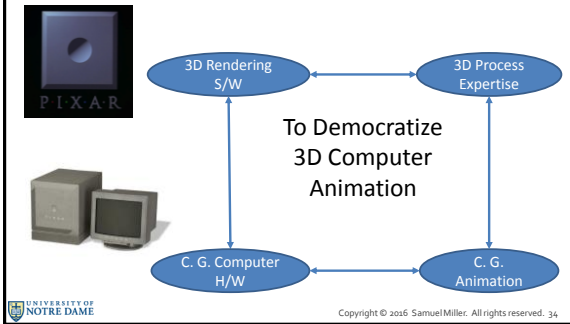 P·I·X·A·R
3D Rendering
S/W
3D Process
Expertise
To Democratize
3D Computer
Animation
C. G. Computer
H/W
C. G.
Animation
UNIVERSITY OF
NOTRE DAME
Copyright © 2016 Samuel Miller. All rights reserved. 34